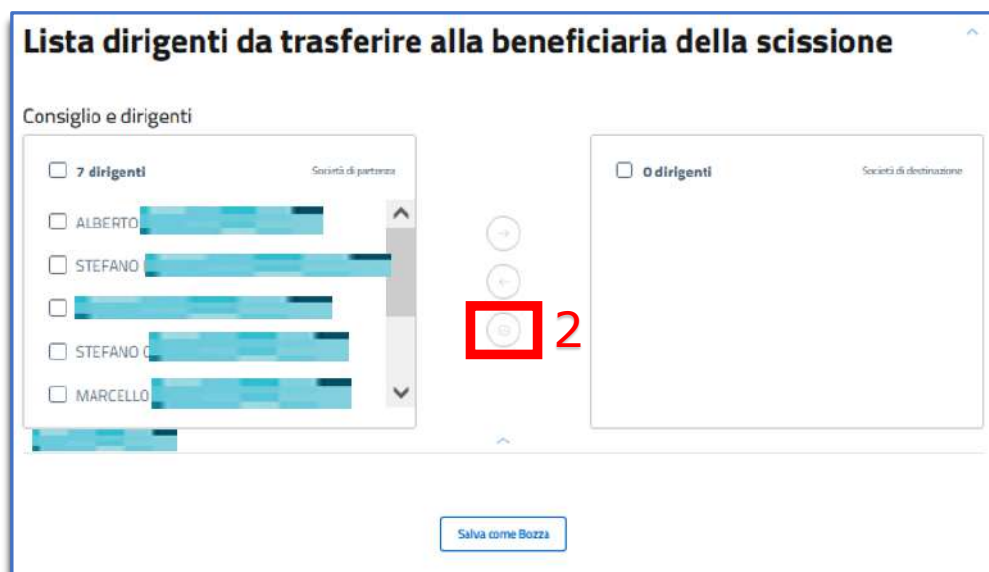 Lista dirigenti da trasferire alla beneficiaria della scissione
Consiglio e dirigenti
7 dirigenti
Società di partenza
ALBERTO
STEFANO
STEFANO
MARCELLO
2
0 dirigenti
Società di destinazione
Salva come Bozza